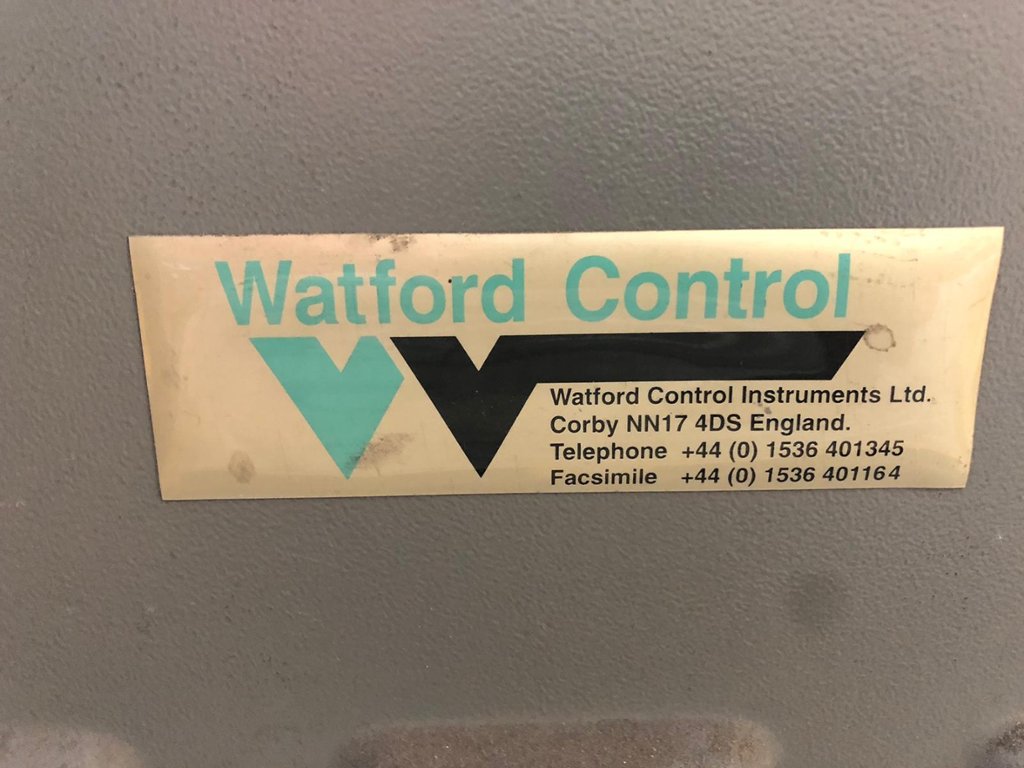 Watford Control
Watford Control Instruments Ltd.
Corby NN17 4DS England.
Telephone +44 (0) 1536 401345
Facsimile +44 (0) 1536 401164